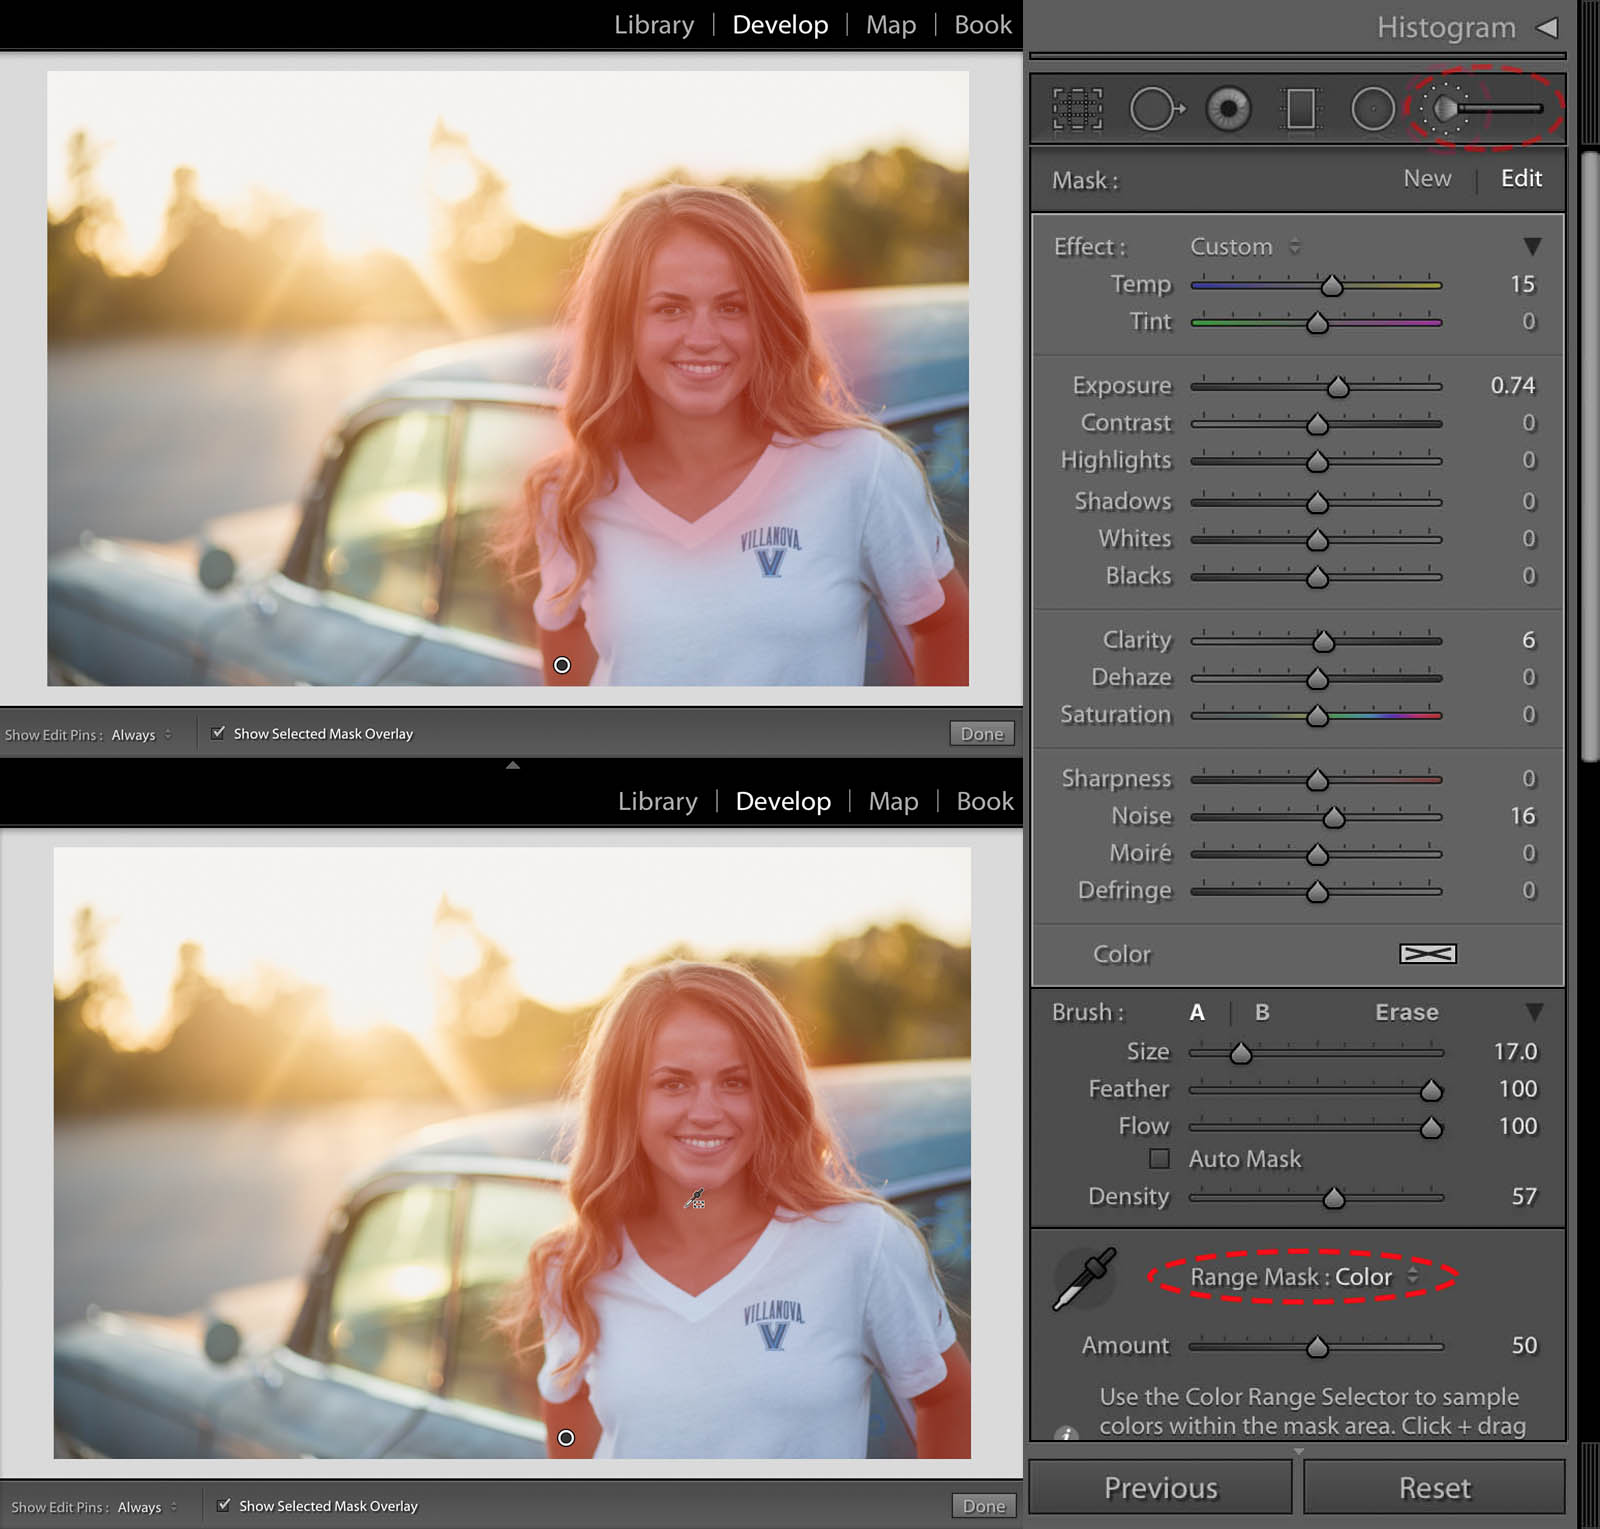 Library | Develop | Map | Book
VILLANOVA
V
Show Edit Pins : Always
Show Selected Mask Overlay
Done
Library | Develop | Map | Book
VILLANOVA
V
Show Edit Pins : Always
Show Selected Mask Overlay
Done
Histogram
Mask : New | Edit
Effect : Custom
Temp 15
Tint 0
Exposure 0.74
Contrast 0
Highlights 0
Shadows 0
Whites 0
Blacks 0
Clarity 6
Dehaze 0
Saturation 0
Sharpness 0
Noise 16
Moiré 0
Defringe 0
Color
Brush : A | B Erase
Size 17.0
Feather 100
Flow 100
Auto Mask
Density 57
Range Mask : Color
Amount 50
Use the Color Range Selector to sample
colors within the mask area. Click + drag
Previous
Reset